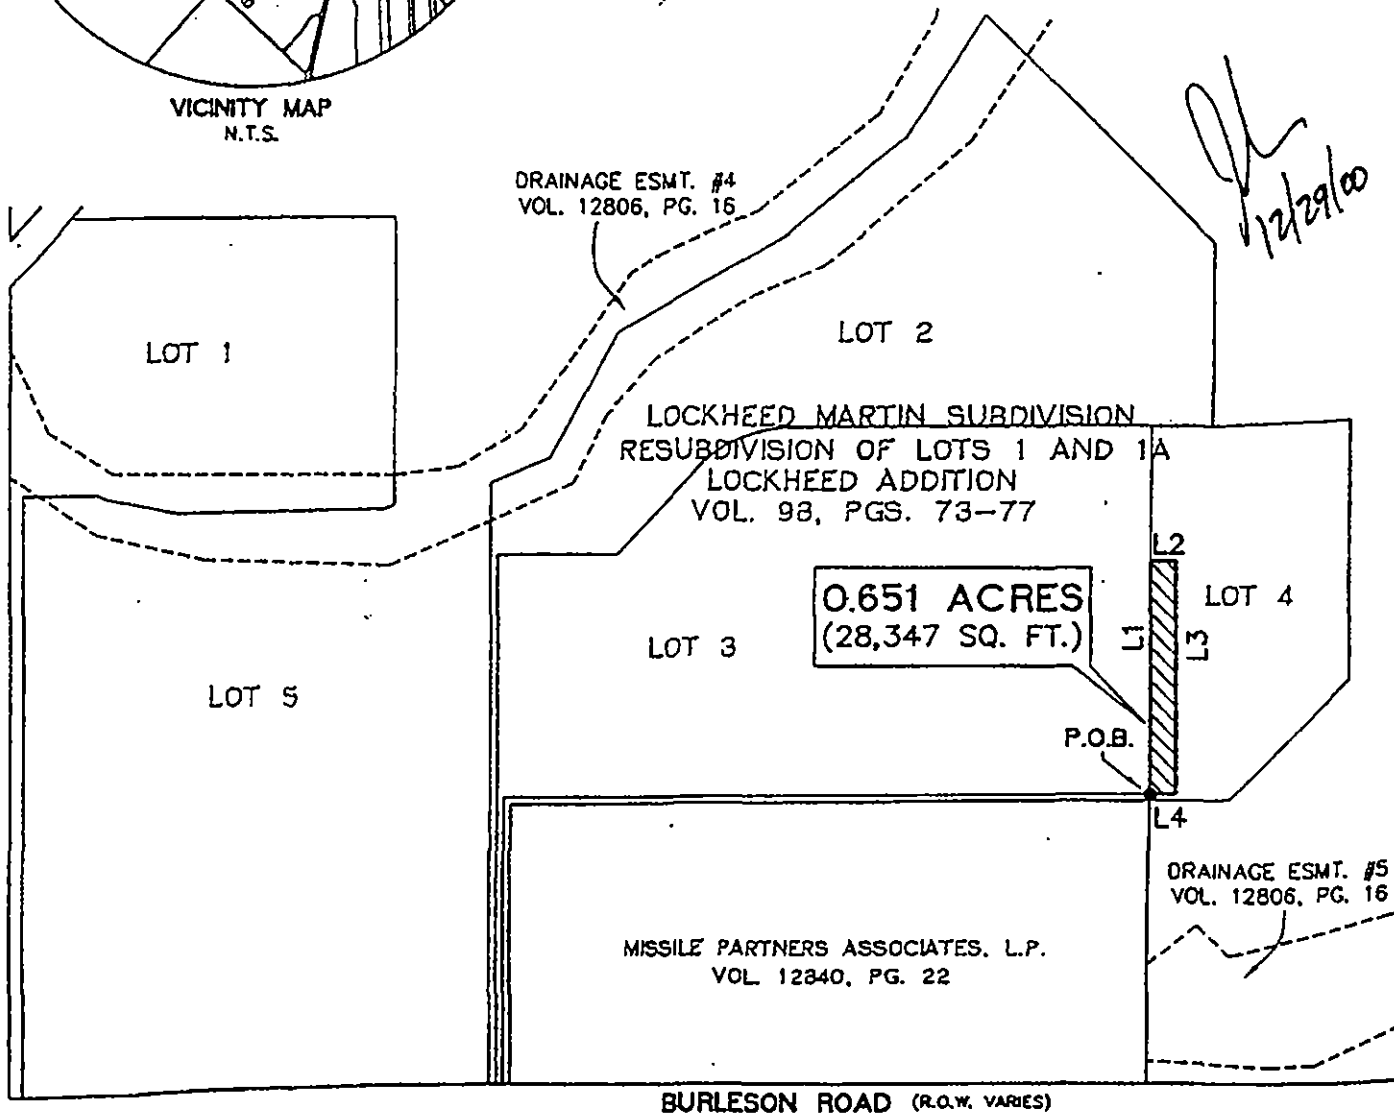 VICINITY MAP
N.T.S.
12/29/00
DRAINAGE ESMT. #4
VOL. 12806, PG. 16
LOT 1
LOT 2
LOCKHEED MARTIN SUBDIVISION
RESUBDIVISION OF LOTS 1 AND 1A
LOCKHEED ADDITION
VOL. 98, PGS. 73-77
L2
0.651 ACRES
(28,347 SQ. FT.)
LOT 4
L1
L3
LOT 3
LOT 5
P.O.B.
L4
DRAINAGE ESMT. #5
VOL. 12806, PG. 16
MISSILE PARTNERS ASSOCIATES, L.P.
VOL. 12840, PG. 22
BURLESON ROAD (R.O.W. VARIES)